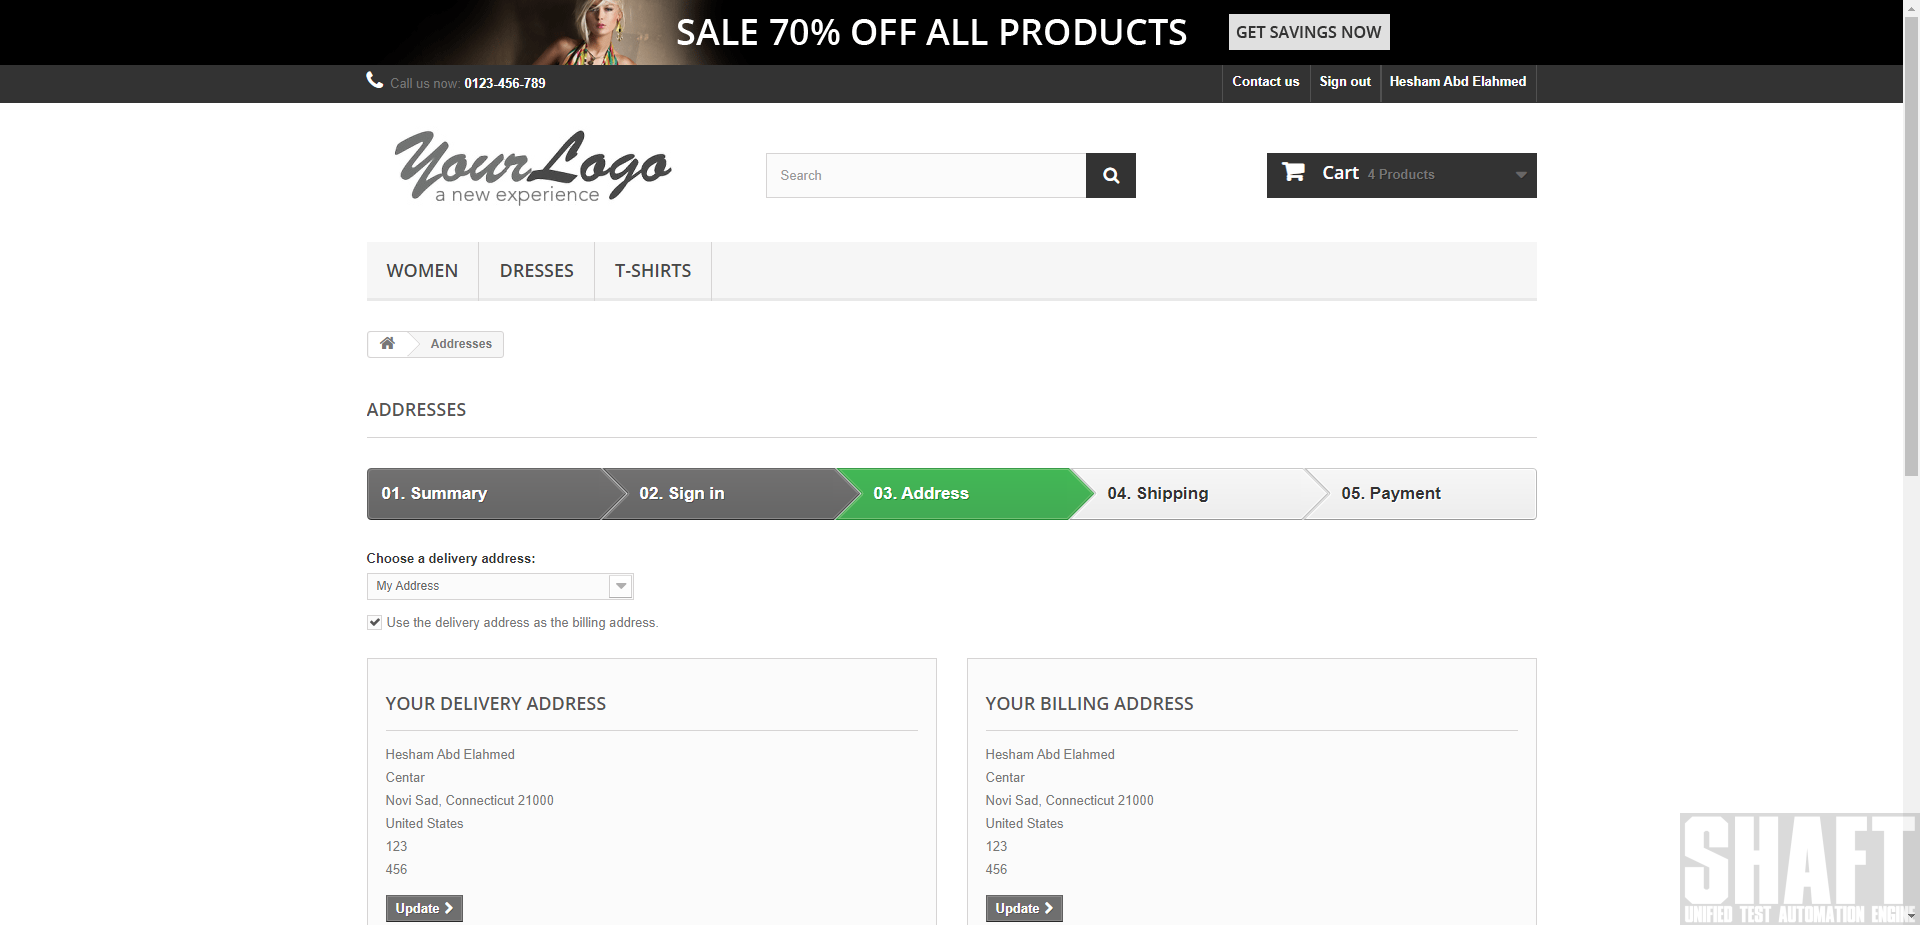 SALE 70% OFF ALL PRODUCTS
GET SAVINGS NOW
Call us now: 0123-456-789
Contact us
Sign out
Hesham Abd Elahmed
Your Logo
a new experience
Search
Cart 4 Products
WOMEN
DRESSES
T-SHIRTS
Addresses
ADDRESSES
01. Summary
02. Sign in
03. Address
04. Shipping
05. Payment
Choose a delivery address:
My Address
Use the delivery address as the billing address.
YOUR DELIVERY ADDRESS
Hesham Abd Elahmed
Centar
Novi Sad, Connecticut 21000
United States
123
456
Update
YOUR BILLING ADDRESS
Hesham Abd Elahmed
Centar
Novi Sad, Connecticut 21000
United States
123
456
Update
SHAFT
UNIFIED TEST AUTOMATION ENGINE